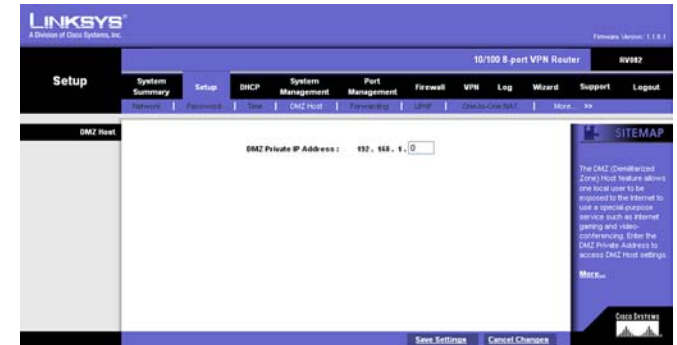 LINKSYS®
A Division of Cisco Systems, Inc.
Firmware Version: 1.1.8.1
10/100 8-port VPN Router
RV082
Setup
System Summary
Setup
DHCP
System Management
Port Management
Firewall
VPN
Log
Wizard
Support
Logout
Network | Password | Time | DMZ Host | Forwarding | UPnP | One-to-One NAT | More... >>
DMZ Host
DMZ Private IP Address : 192 . 168 . 1 . 0
SITEMAP
The DMZ (Demilitarized
Zone) Host feature allows
one local user to be
exposed to the Internet to
use a special-purpose
service such as Internet
gaming and video-
conferencing. Enter the
DMZ Private Address to
access DMZ Host settings.
More...
Save Settings
Cancel Changes
CISCO SYSTEMS